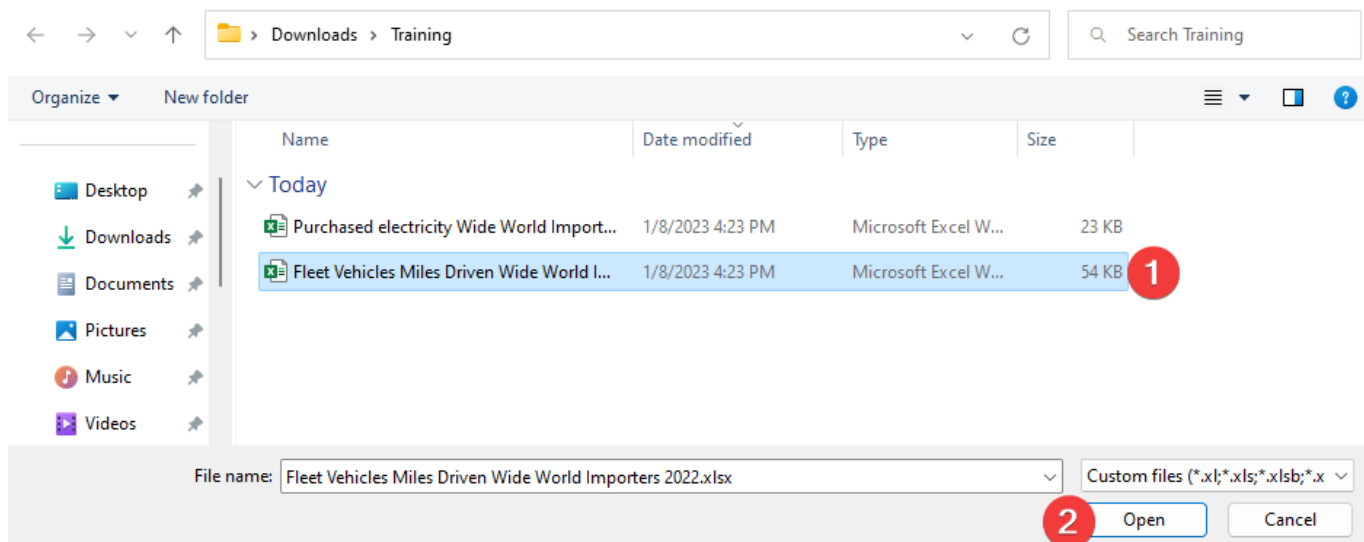 Downloads > Training
Search Training
Organize New folder
?
Name Date modified Type Size
Today
Desktop
Downloads
Documents
Pictures
Music
Videos
Purchased electricity Wide World Import... 1/8/2023 4:23 PM Microsoft Excel W... 23 KB
Fleet Vehicles Miles Driven Wide World I... 1/8/2023 4:23 PM Microsoft Excel W... 54 KB 1
File name: Fleet Vehicles Miles Driven Wide World Importers 2022.xlsx Custom files (*.xl;*.xls;*.xlsb;*.x
2 Open Cancel